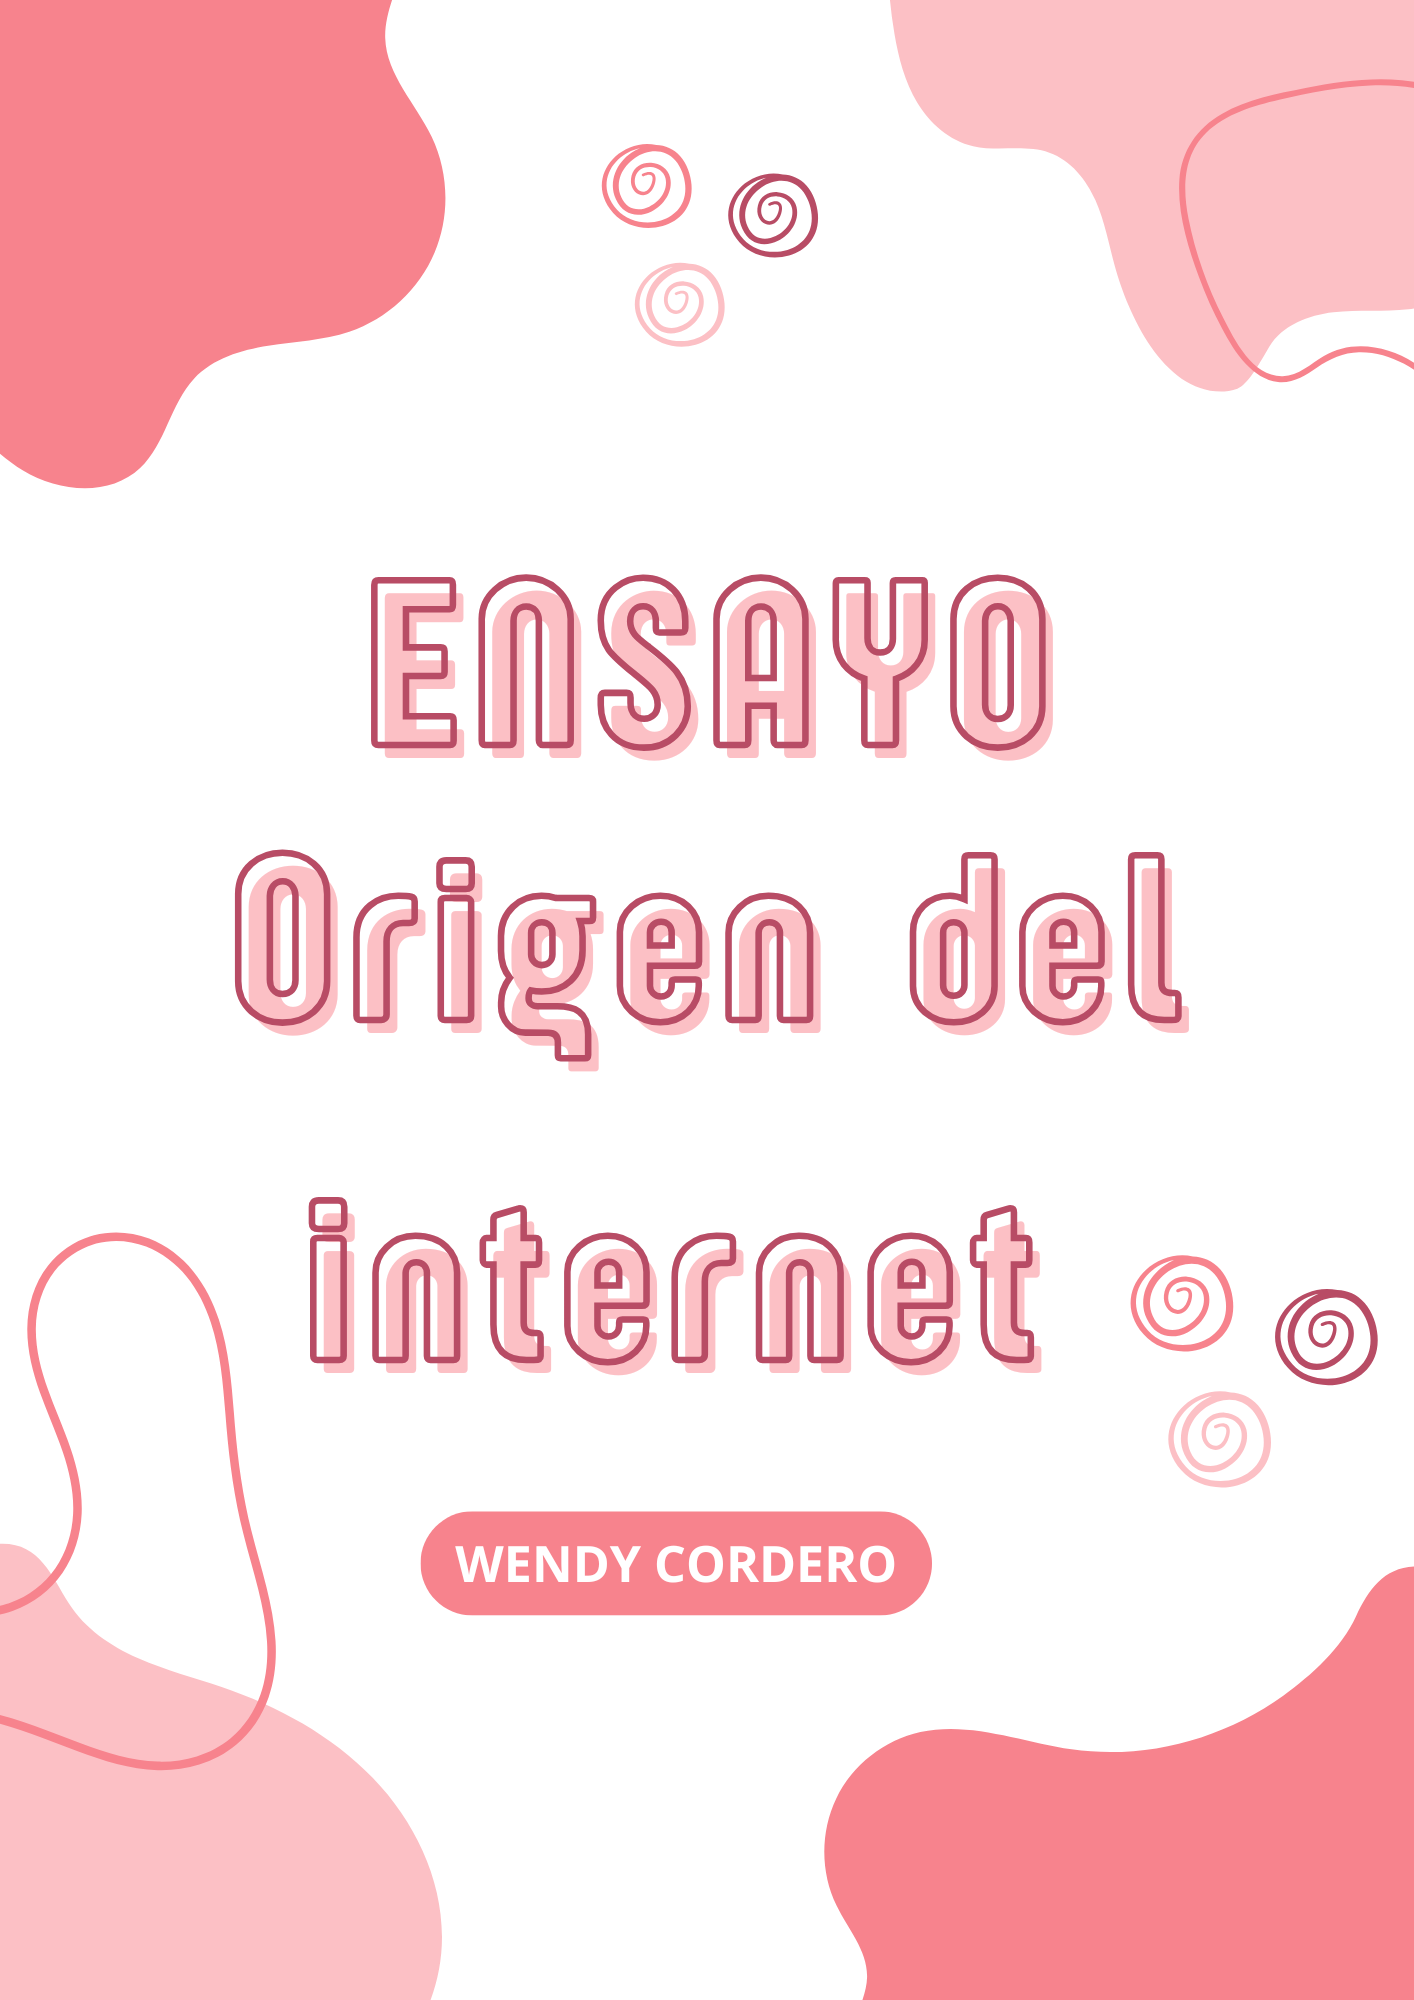 ENSAYO
Origen del
internet
WENDY CORDERO